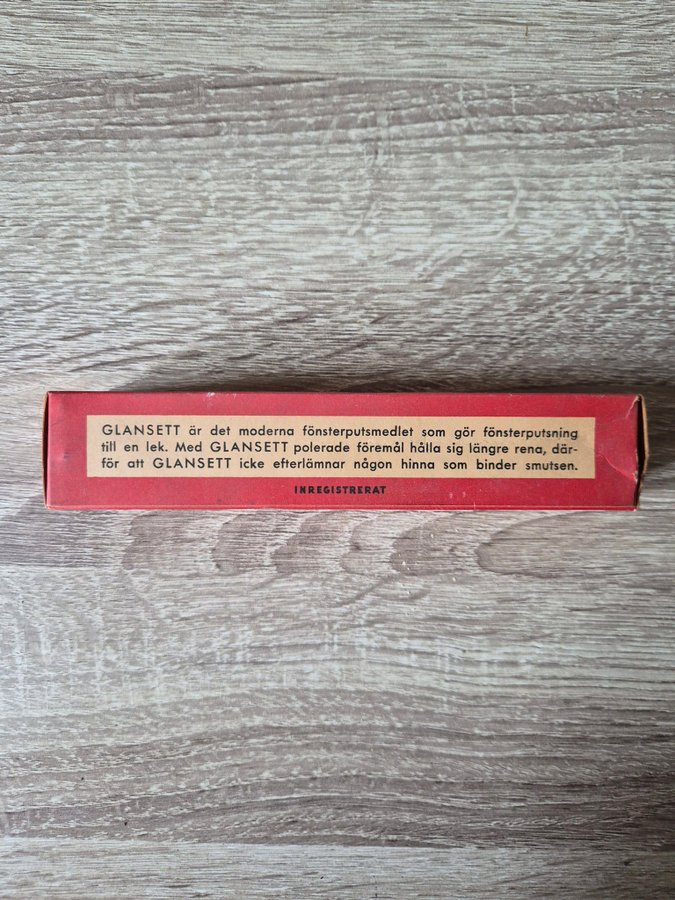 GLANSETT är det moderna fönsterputsmedlet som gör fönsterputsning
till en lek. Med GLANSETT polerade föremål hålla sig längre rena, där-
för att GLANSETT icke efterlämnar någon hinna som binder smutsen.
INREGISTRERAT